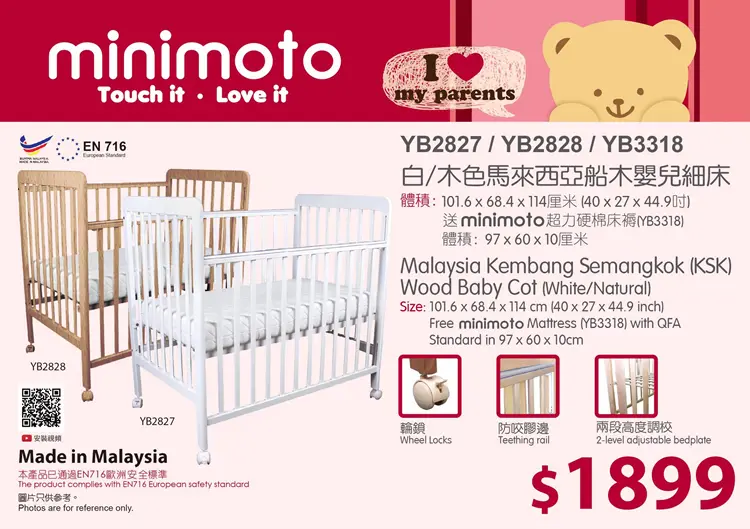 minimoto
Touch it · Love it
I ❤
my parents
EN 716
European Standard
YB2828
YB2827
安裝視頻
Made in Malaysia
本產品已通過EN716歐洲安全標準
The product complies with EN716 European safety standard
圖片只供參考。
Photos are for reference only.
YB2827 / YB2828 / YB3318
白/木色馬來西亞船木嬰兒細床
體積: 101.6 x 68.4 x 114厘米 (40 x 27 x 44.9吋)
送 minimoto 超力硬棉床褥(YB3318)
體積: 97 x 60 x 10厘米
Malaysia Kembang Semangkok (KSK)
Wood Baby Cot (White/Natural)
Size: 101.6 x 68.4 x 114 cm (40 x 27 x 44.9 inch)
Free minimoto Mattress (YB3318) with QFA
Standard in 97 x 60 x 10cm
輪鎖
Wheel Locks
防咬膠邊
Teething rail
兩段高度調校
2-level adjustable bedplate
$1899